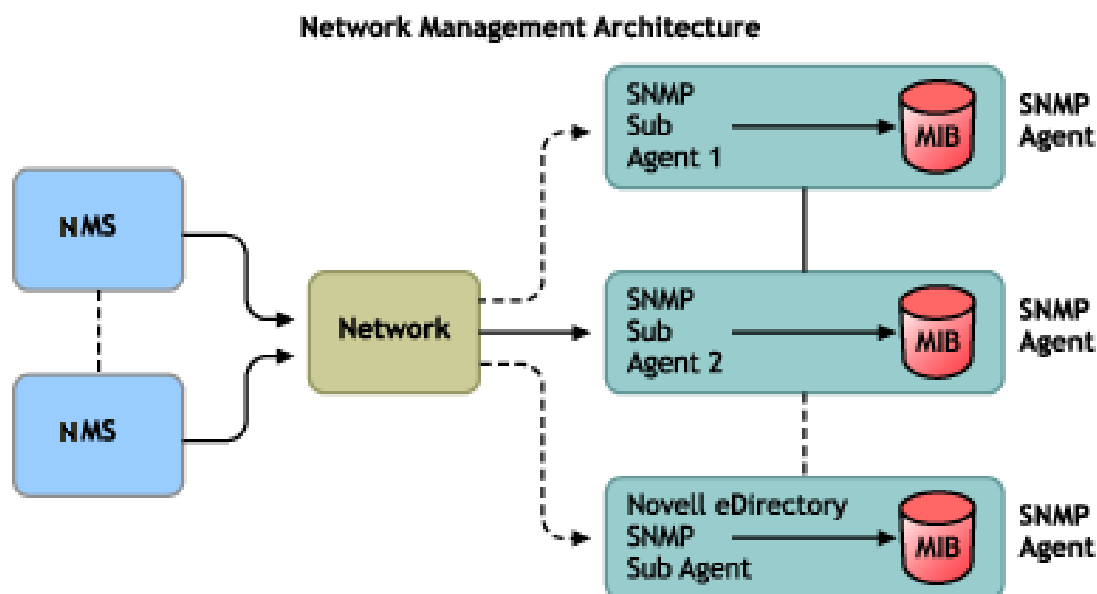 Network Management Architecture
SNMP
Sub
Agent 1
MIB
SNMP
Agent
NMS
Network
SNMP
Sub
Agent 2
MIB
SNMP
Agent
NMS
Novell eDirectory
SNMP
Sub Agent
MIB
SNMP
Agent